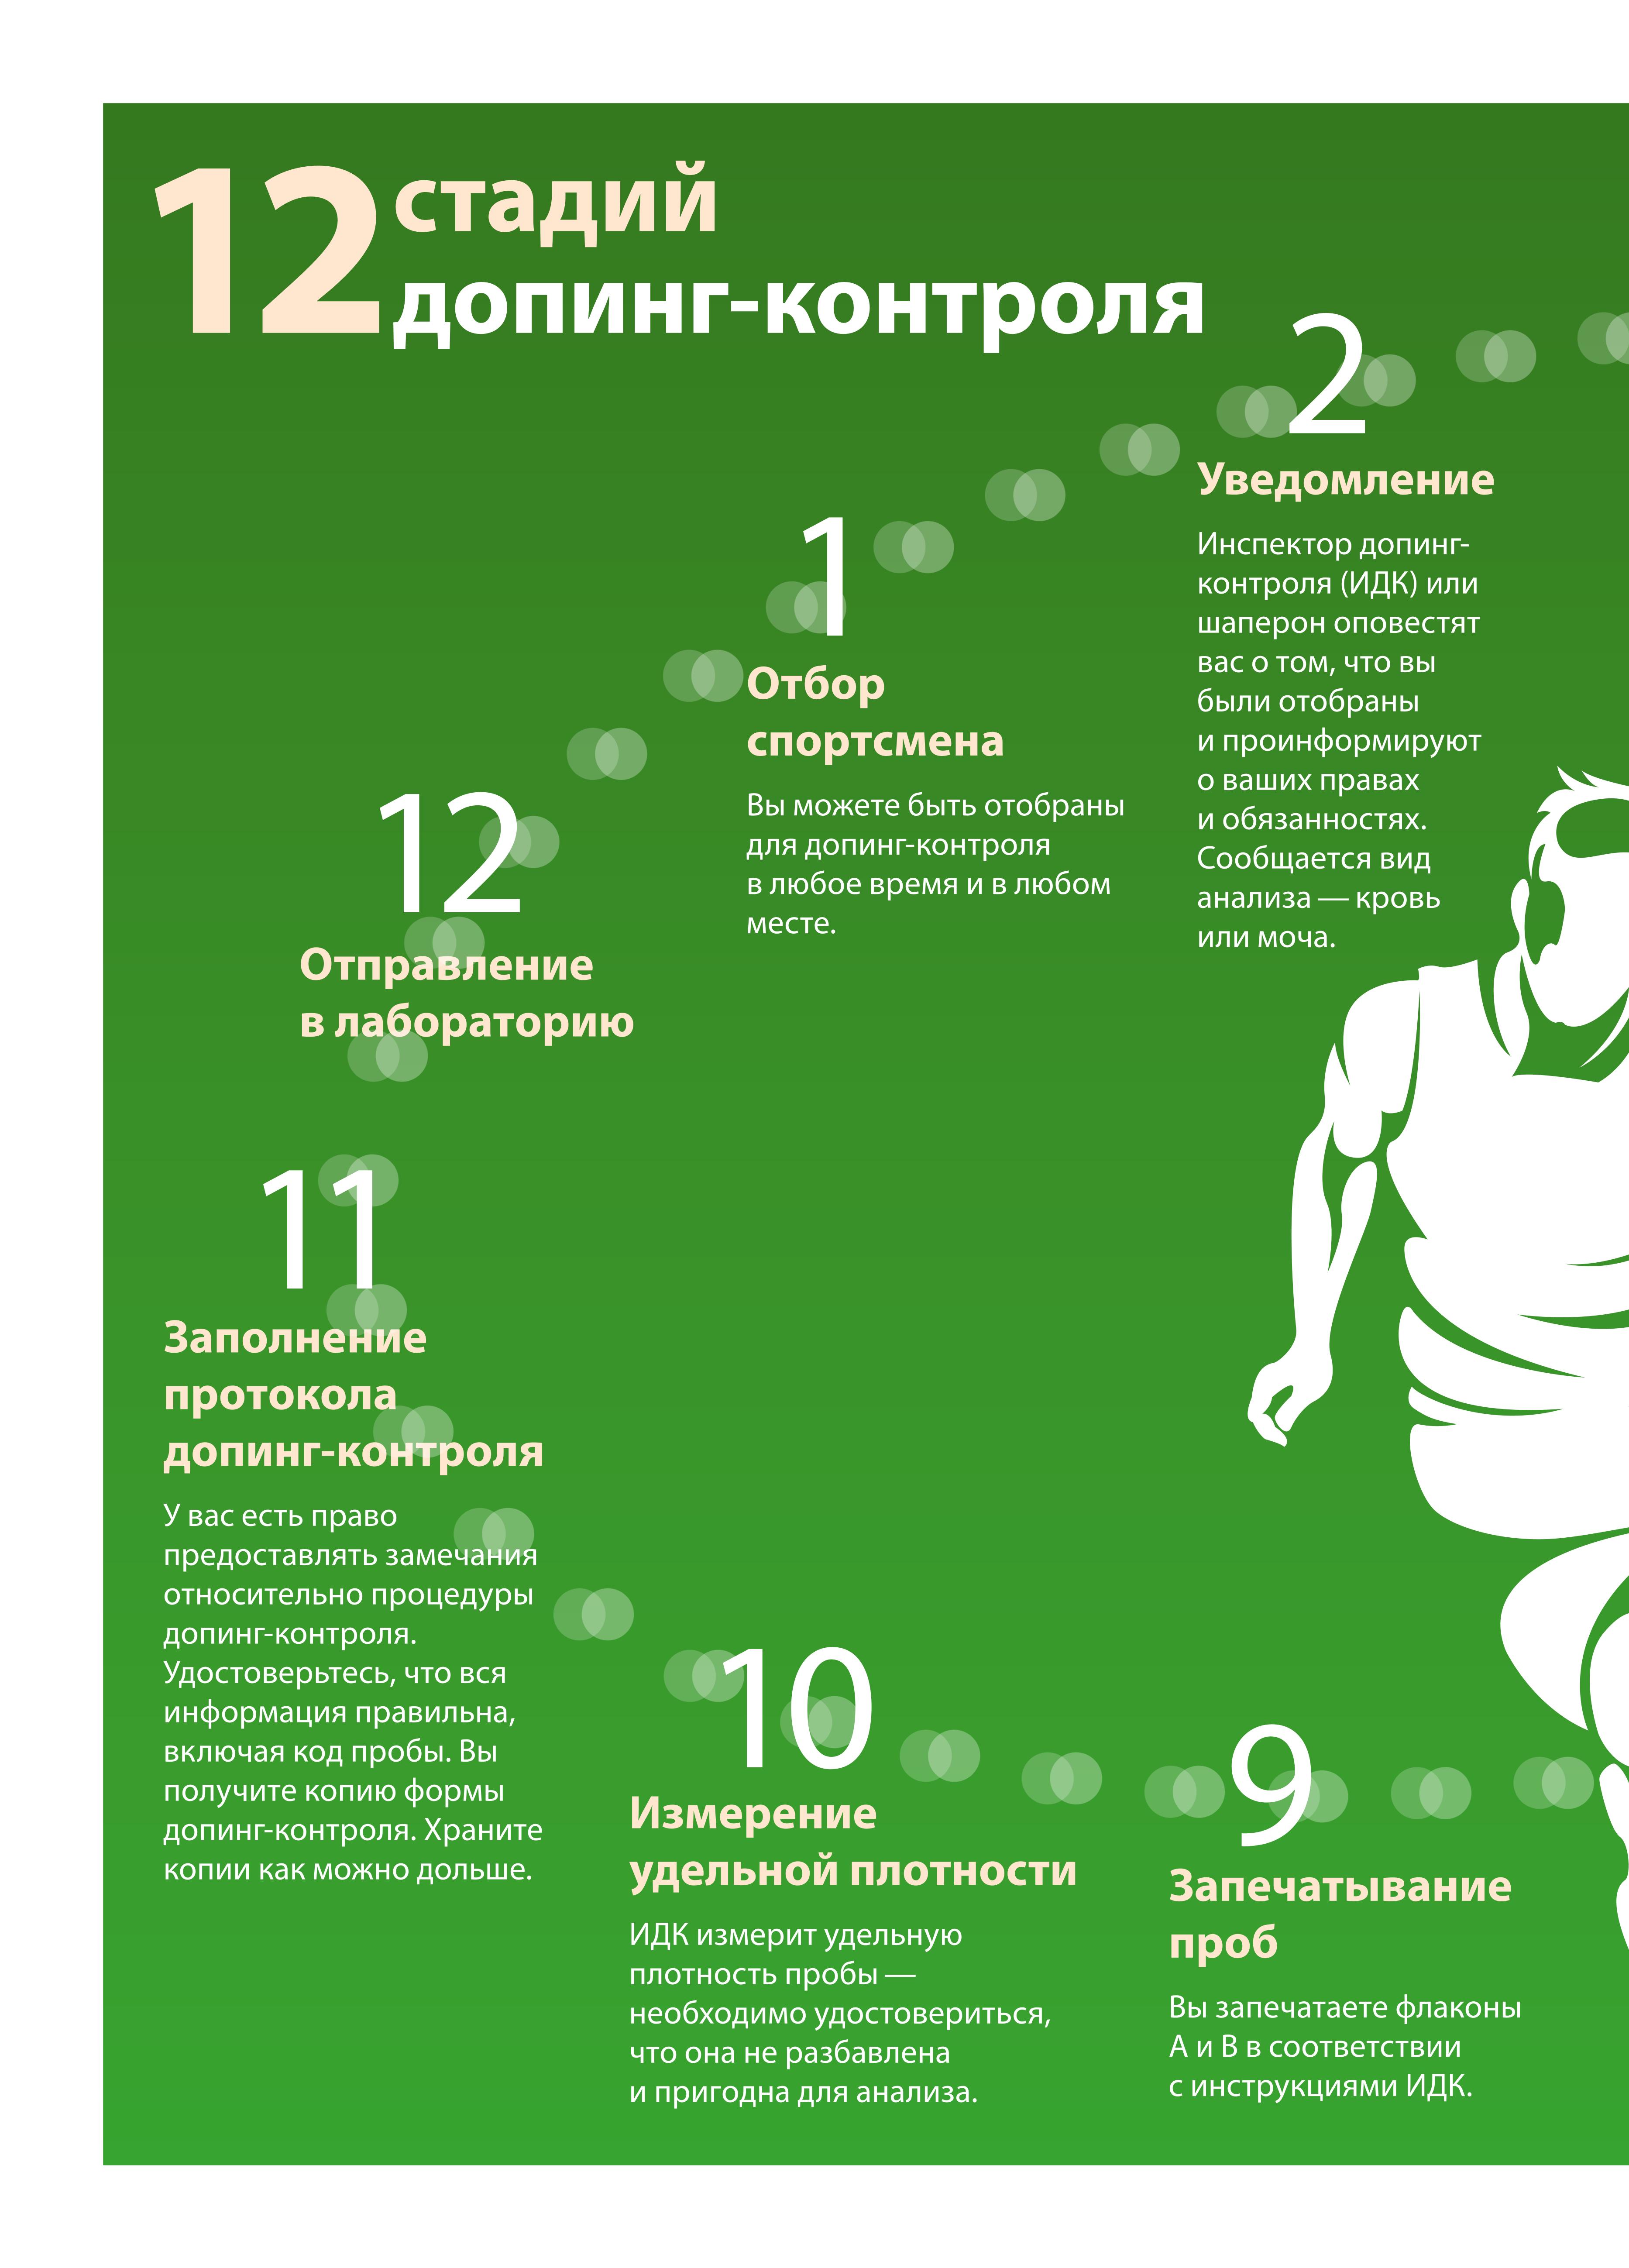 12 стадий
допинг-контроля
1
Отбор
спортсмена
Вы можете быть отобраны
для допинг-контроля
в любое время и в любом
месте.
2
Уведомление
Инспектор допинг-
контроля (ИДК) или
шаперон оповестят
вас о том, что вы
были отобраны
и проинформируют
о ваших правах
и обязанностях.
Сообщается вид
анализа — кровь
или моча.
12
Отправление
в лабораторию
11
Заполнение
протокола
допинг-контроля
У вас есть право
предоставлять замечания
относительно процедуры
допинг-контроля.
Удостоверьтесь, что вся
информация правильна,
включая код пробы. Вы
получите копию формы
допинг-контроля. Храните
копии как можно дольше.
10
Измерение
удельной плотности
ИДК измерит удельную
плотность пробы —
необходимо удостовериться,
что она не разбавлена
и пригодна для анализа.
9
Запечатывание
проб
Вы запечатаете флаконы
А и В в соответствии
с инструкциями ИДК.